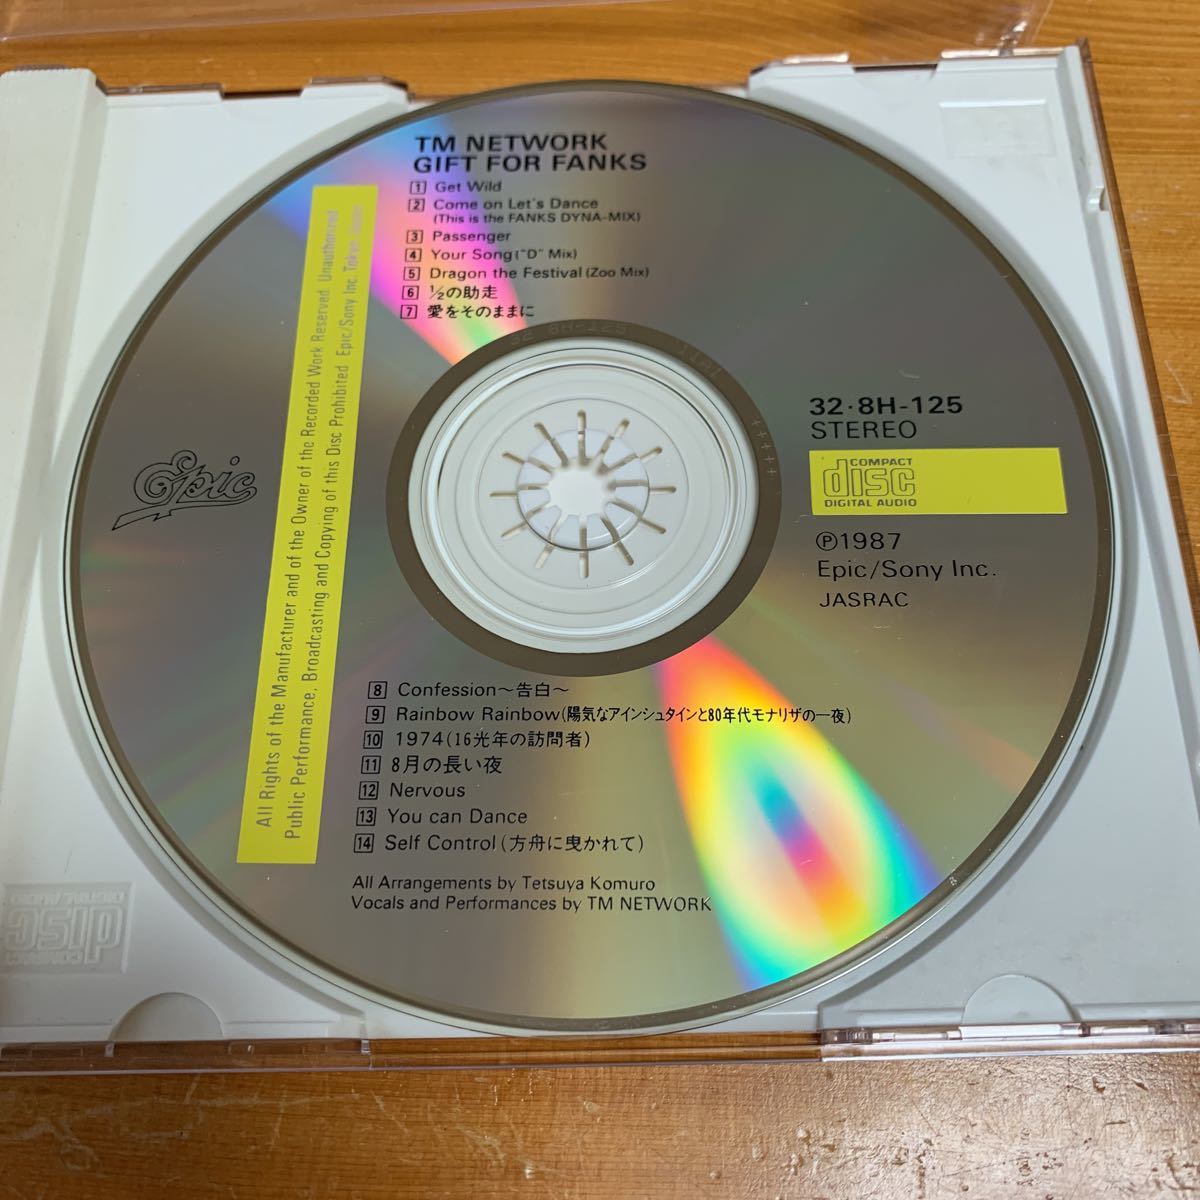 TM NETWORK
GIFT FOR FANKS
1 Get Wild
2 Come on Let's Dance
(This is the FANKS DYNA-MIX)
3 Passenger
4 Your Song ("D" Mix)
5 Dragon the Festival (Zoo Mix)
6 ½の助走
7 愛をそのままに
32 8H-125
All Rights of the Manufacturer and of the Owner of the Recorded Work Reserved. Unauthorized
Public Performance, Broadcasting and Copying of this Disc Prohibited Epic/Sony Inc. Tokyo Japan
Epic
32・8H-125
STEREO
COMPACT
disc
DIGITAL AUDIO
Ⓟ1987
Epic/Sony Inc.
JASRAC
8 Confession～告白～
9 Rainbow Rainbow(陽気なアインシュタインと80年代モナリザの一夜)
10 1974(16光年の訪問者)
11 8月の長い夜
12 Nervous
13 You can Dance
14 Self Control (方舟に曳かれて)
All Arrangements by Tetsuya Komuro
Vocals and Performances by TM NETWORK
COMPACT
disc
DIGITAL AUDIO